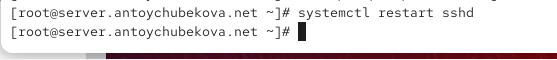 [root@server.antoychubekova.net ~]# systemctl restart sshd
[root@server.antoychubekova.net ~]#